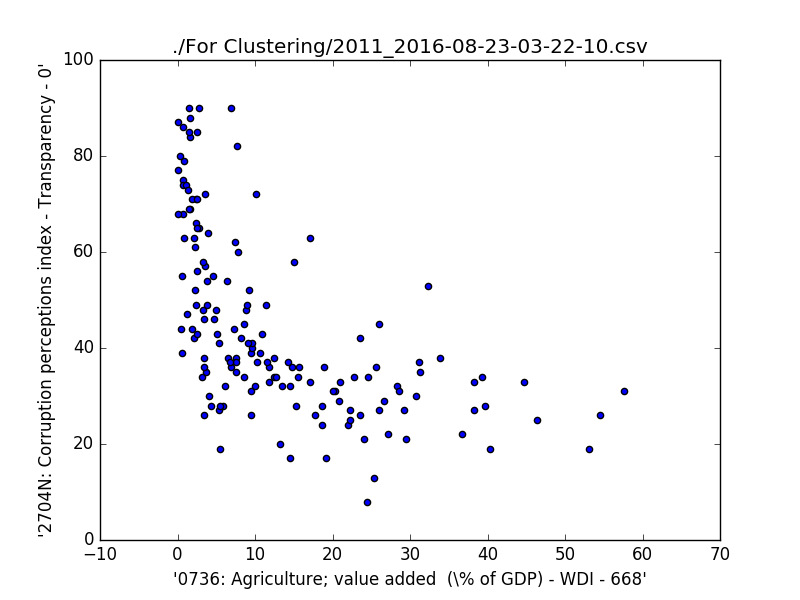 ./For Clustering/2011_2016-08-23-03-22-10.csv
100
80
60
40
20
0
'2704N: Corruption perceptions index - Transparency - 0'
−10 0 10 20 30 40 50 60 70
'0736: Agriculture; value added  (\% of GDP) - WDI - 668'